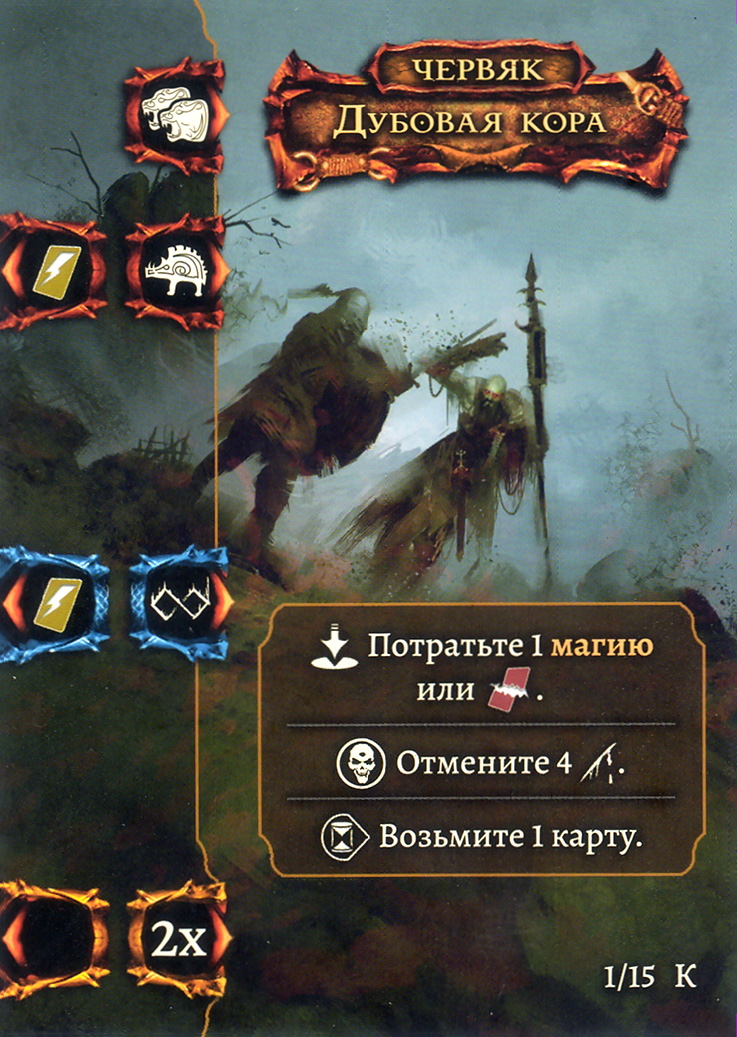 ЧЕРВЯК
ДУБОВАЯ КОРА
Потратьте 1 магию
или .
Отмените 4 .
Возьмите 1 карту.
2x
1/15 К